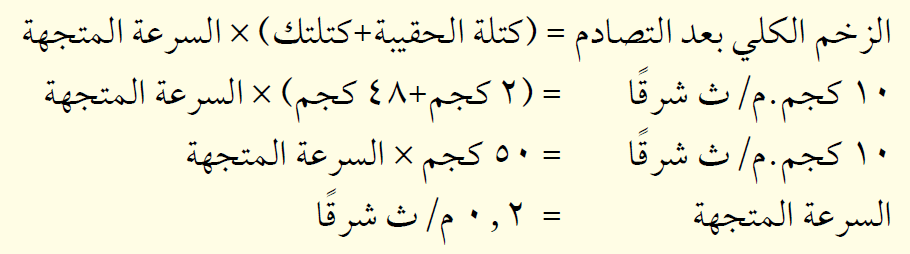 الزخم الكلي بعد التصادم = (كتلة الحقيبة+كتلتك) × السرعة المتجهة
١٠ كجم.م/ث شرقًا = (٢ كجم+٤٨ كجم) × السرعة المتجهة
١٠ كجم.م/ث شرقًا = ٥٠ كجم × السرعة المتجهة
السرعة المتجهة = ٠,٢ م/ث شرقًا